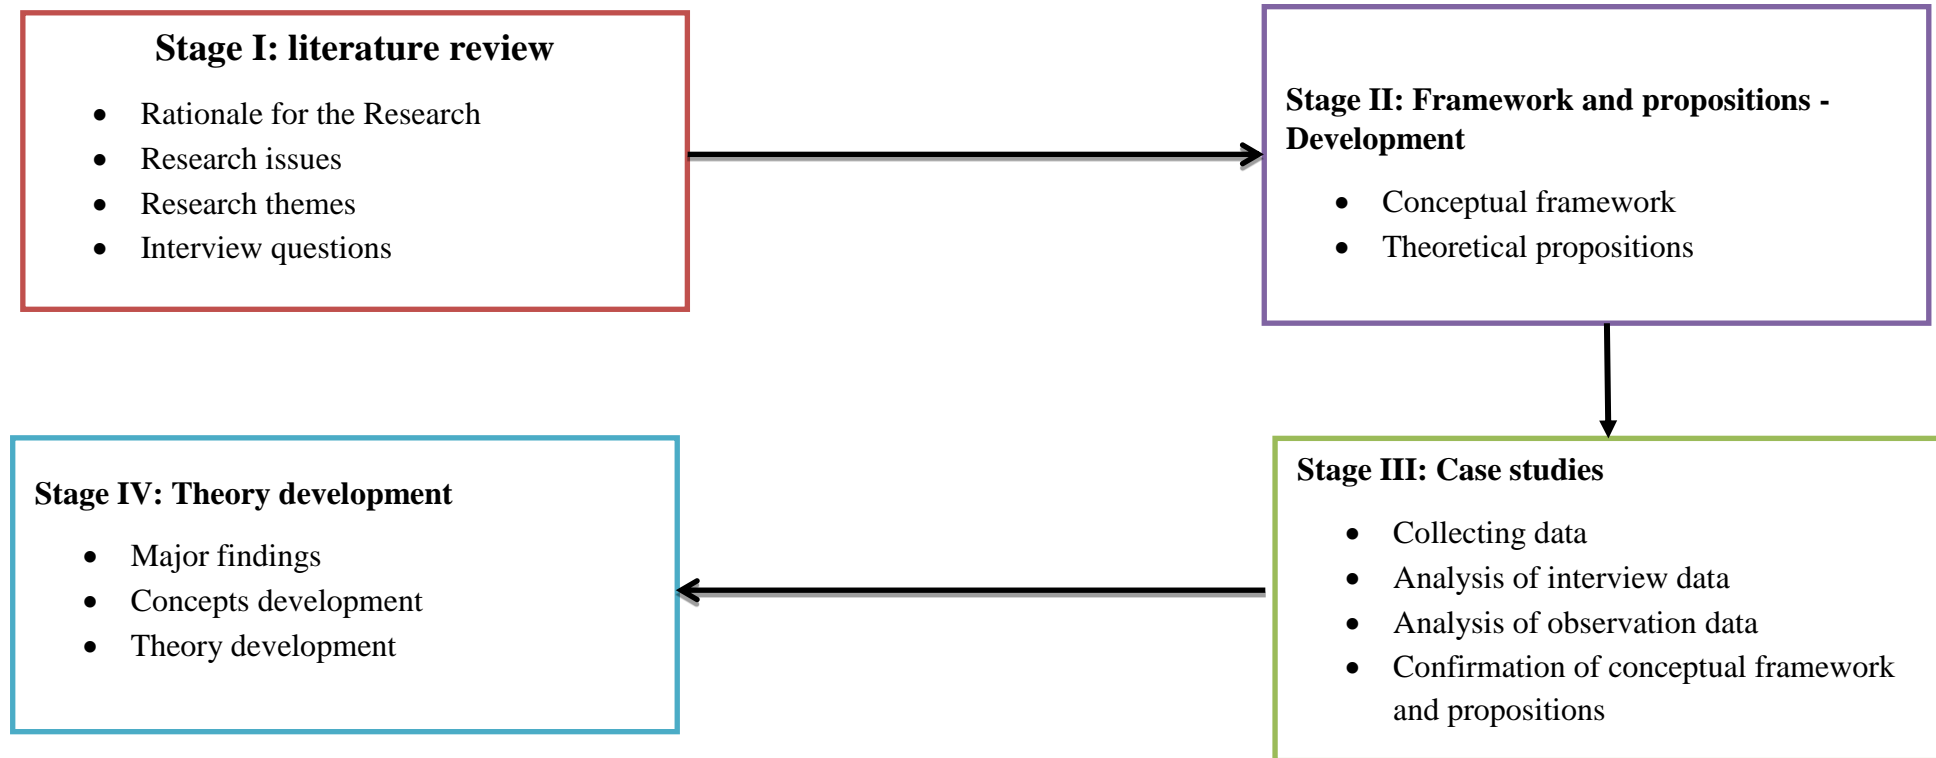 Stage I: literature review
• Rationale for the Research
• Research issues
• Research themes
• Interview questions
Stage II: Framework and propositions -
Development
• Conceptual framework
• Theoretical propositions
Stage III: Case studies
• Collecting data
• Analysis of interview data
• Analysis of observation data
• Confirmation of conceptual framework
and propositions
Stage IV: Theory development
• Major findings
• Concepts development
• Theory development